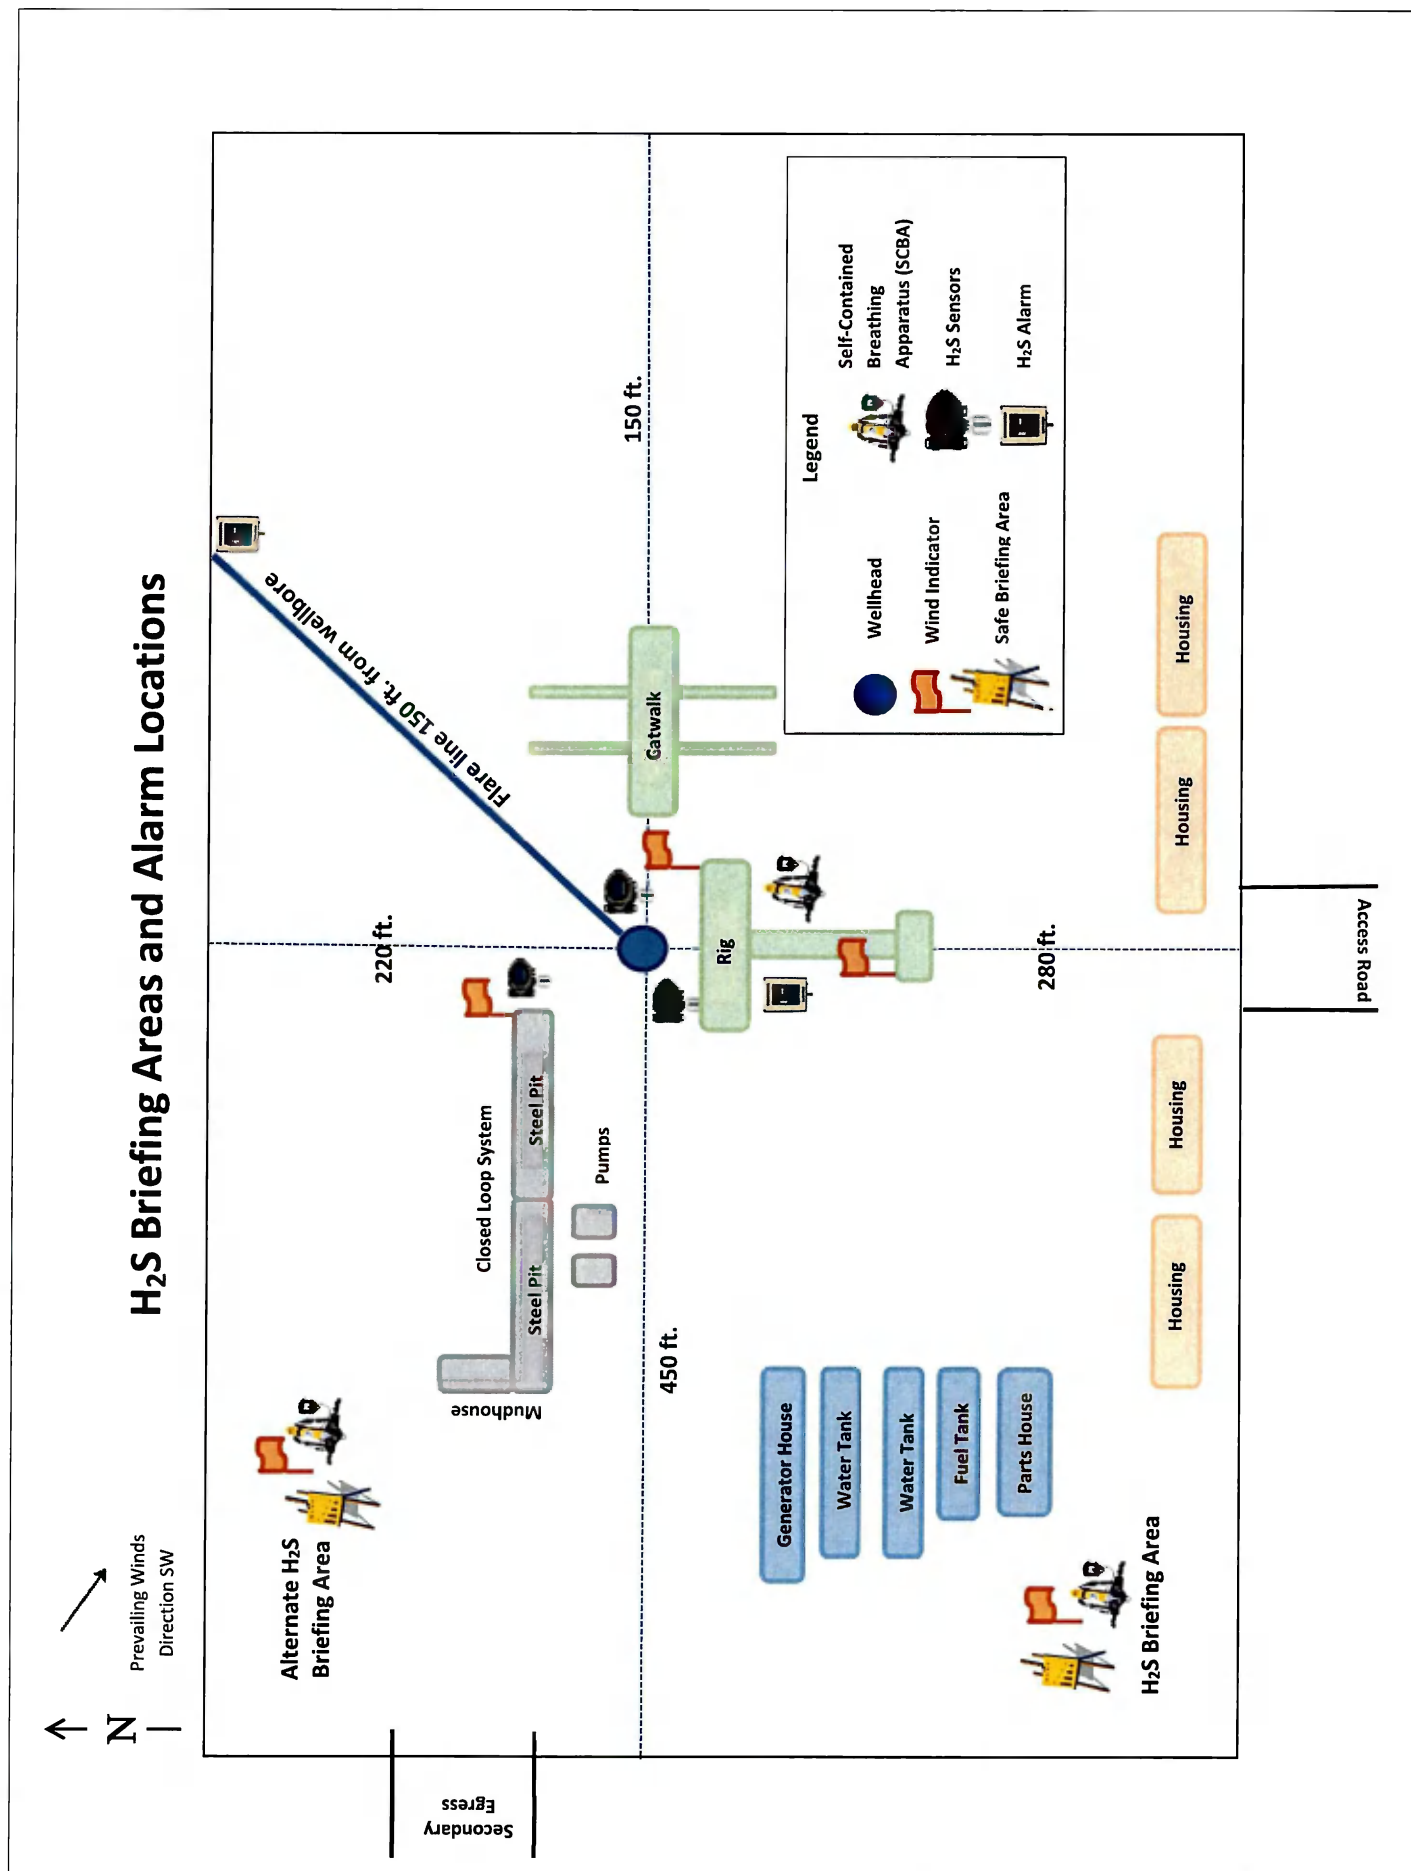 H₂S Briefing Areas and Alarm Locations
N
Prevailing Winds
Direction SW
Alternate H₂S
Briefing Area
Secondary
Egress
220 ft.
Flare line 150 ft. from wellbore
Closed Loop System
Mudhouse
Steel Pit
Steel Pit
Pumps
450 ft.
150 ft.
Catwalk
Rig
Generator House
Water Tank
Water Tank
Fuel Tank
Parts House
280 ft.
H₂S Briefing Area
Legend
Wellhead
Wind Indicator
Safe Briefing Area
Self-Contained
Breathing
Apparatus (SCBA)
H₂S Sensors
H₂S Alarm
Housing
Housing
Housing
Housing
Access Road